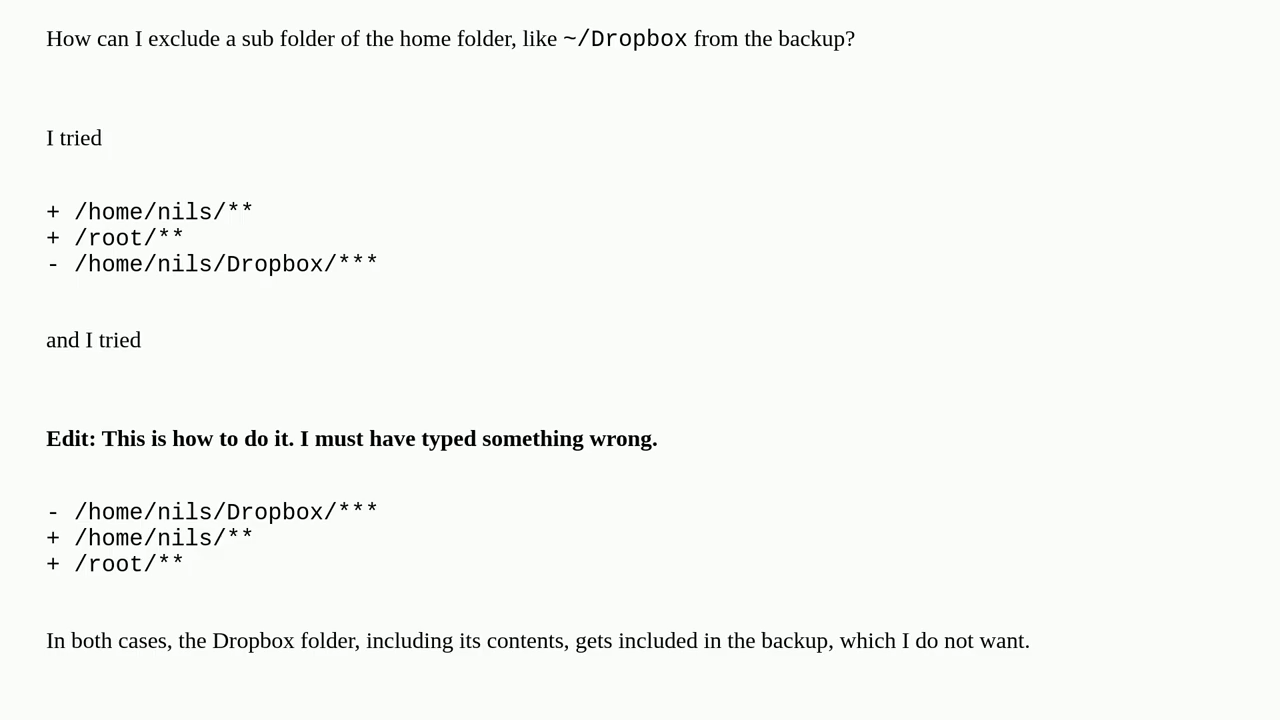 How can I exclude a sub folder of the home folder, like ~/Dropbox from the backup?
I tried
+ /home/nils/**
+ /root/**
- /home/nils/Dropbox/***
and I tried
Edit: This is how to do it. I must have typed something wrong.
- /home/nils/Dropbox/***
+ /home/nils/**
+ /root/**
In both cases, the Dropbox folder, including its contents, gets included in the backup, which I do not want.